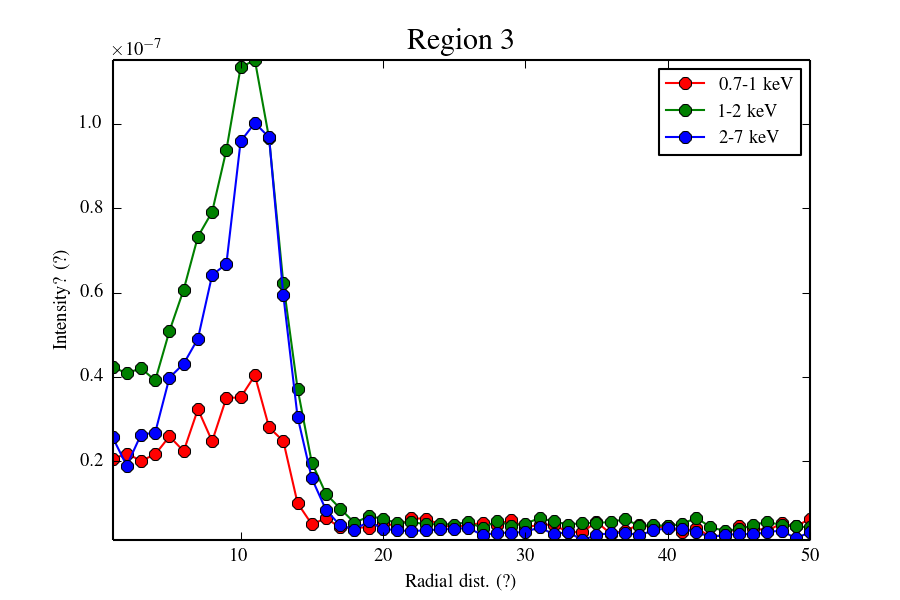 Region 3
×10⁻⁷
0.7-1 keV
1-2 keV
2-7 keV
1.0
0.8
0.6
0.4
0.2
Intensity? (?)
10 20 30 40 50
Radial dist. (?)